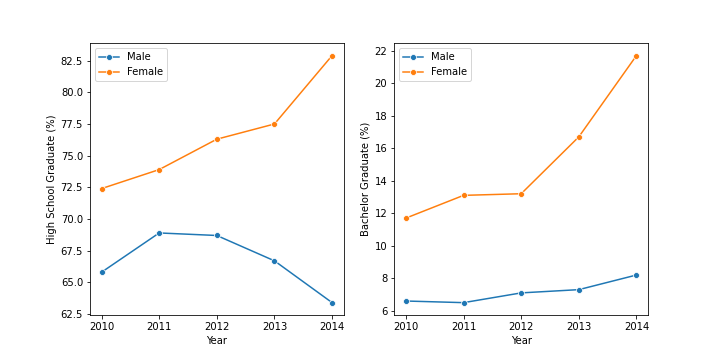 Male
Female
High School Graduate (%)
82.5
80.0
77.5
75.0
72.5
70.0
67.5
65.0
62.5
2010 2011 2012 2013 2014
Year
Male
Female
Bachelor Graduate (%)
22
20
18
16
14
12
10
8
6
2010 2011 2012 2013 2014
Year